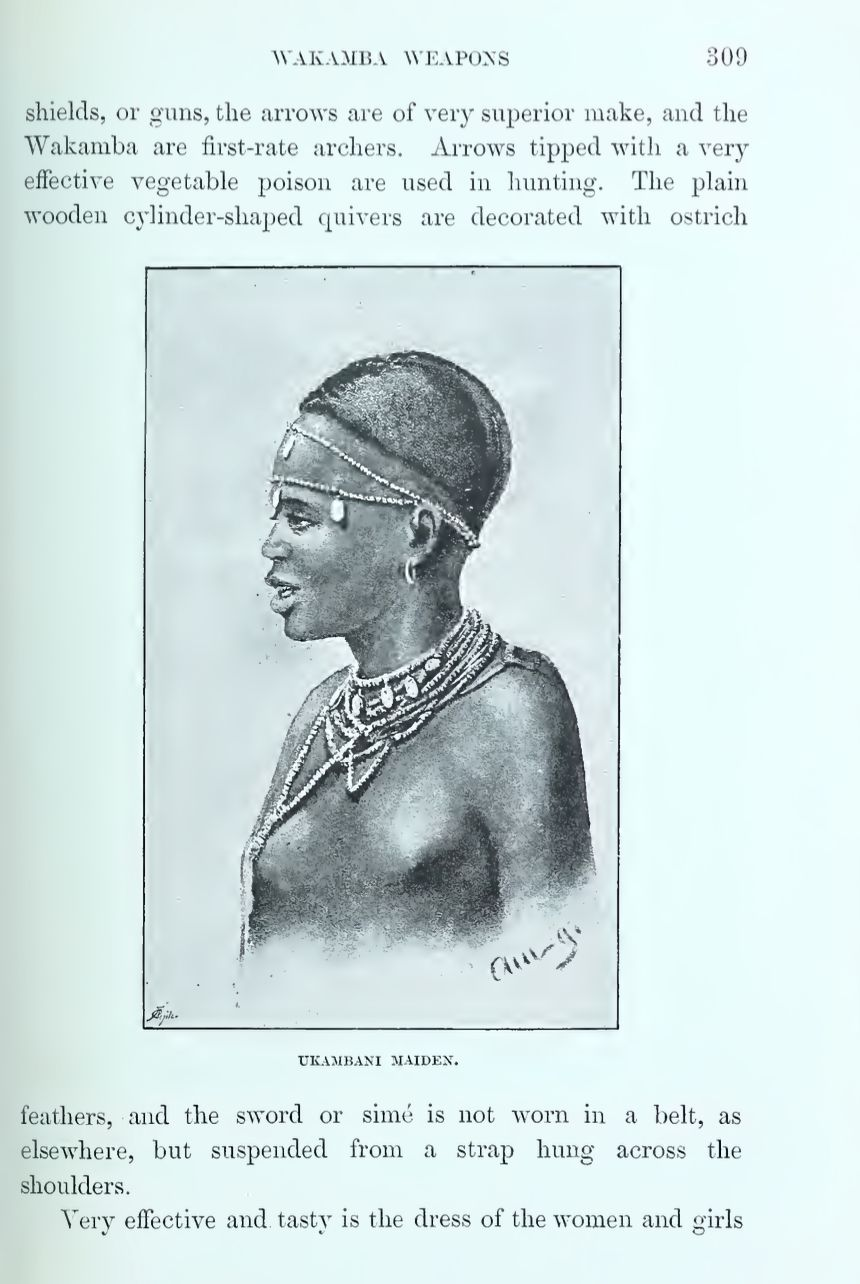 WAKAMBA WEAPONS 309
shields, or guns, the arrows are of very superior make, and the
Wakamba are first-rate archers. Arrows tipped with a very
effective vegetable poison are used in hunting. The plain
wooden cylinder-shaped quivers are decorated with ostrich
UKAMBANI MAIDEN.
feathers, and the sword or simé is not worn in a belt, as
elsewhere, but suspended from a strap hung across the
shoulders.
Very effective and tasty is the dress of the women and girls